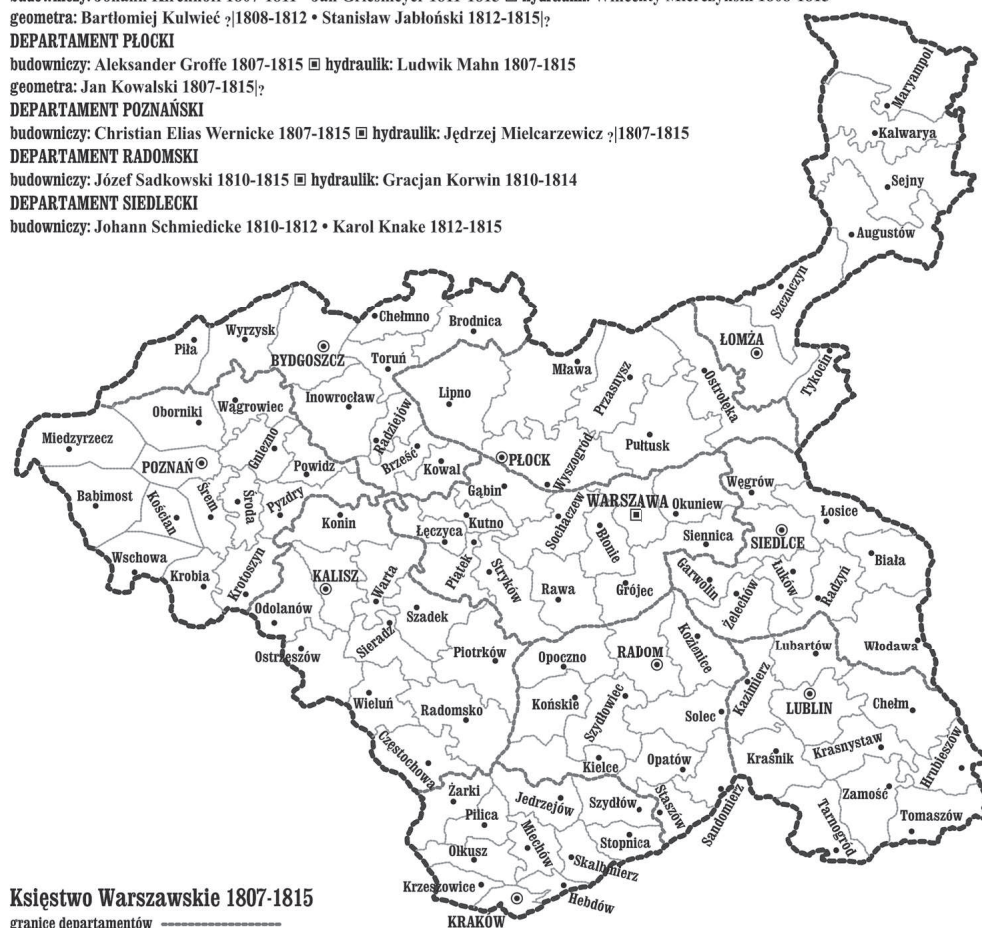 geometra: Bartłomiej Kulwieć ?|1808-1812 • Stanisław Jabłoński 1812-1815|?
DEPARTAMENT PŁOCKI
budowniczy: Aleksander Groffe 1807-1815 ▣ hydraulik: Ludwik Mahn 1807-1815
geometra: Jan Kowalski 1807-1815|?
DEPARTAMENT POZNAŃSKI
budowniczy: Christian Elias Wernicke 1807-1815 ▣ hydraulik: Jędrzej Mielcarzewicz ?|1807-1815
DEPARTAMENT RADOMSKI
budowniczy: Józef Sadkowski 1810-1815 ▣ hydraulik: Gracjan Korwin 1810-1814
DEPARTAMENT SIEDLECKI
budowniczy: Johann Schmiedicke 1810-1812 • Karol Knake 1812-1815
Maryampol
Kalwarya
Sejny
Augustów
Szczuczyn
Chełmno
Brodnica
Wyrzysk
Piła
BYDGOSZCZ
Toruń
ŁOMŻA
Tykocin
Mława
Przasnysz
Ostrołęka
Lipno
Inowrocław
Wągrowiec
Oborniki
Radziejów
Brześć
Kowal
Pułtusk
Wyszogród
Miedzyrzecz
Gniezno
POZNAŃ
Powidz
PŁOCK
Gąbin
Węgrów
Babimost
Kościan
Śrem
Środa
Pyzdry
Konin
Łęczyca
Kutno
Sochaczew
WARSZAWA
Okuniew
Łosice
Błonie
Siennica
SIEDLCE
Wschowa
Krobia
Krotoszyn
KALISZ
Warta
Piątek
Stryków
Rawa
Grójec
Garwolin
Żelechów
Łuków
Radzyń
Biała
Odolanów
Szadek
Sieradz
Ostrzeszów
Piotrków
Opoczno
RADOM
Kozienice
Kazimierz
Lubartów
Włodawa
Wieluń
Radomsko
Końskie
Szydłowiec
Solec
LUBLIN
Chełm
Częstochowa
Kielce
Opatów
Kraśnik
Krasnystaw
Hrubieszów
Żarki
Jedrzejów
Szydłów
Staszów
Sandomierz
Zamość
Pilica
Miechów
Stopnica
Tarnogród
Tomaszów
Olkusz
Skalbmierz
Krzeszowice
Hebdów
KRAKÓW
Księstwo Warszawskie 1807-1815
granice departamentów